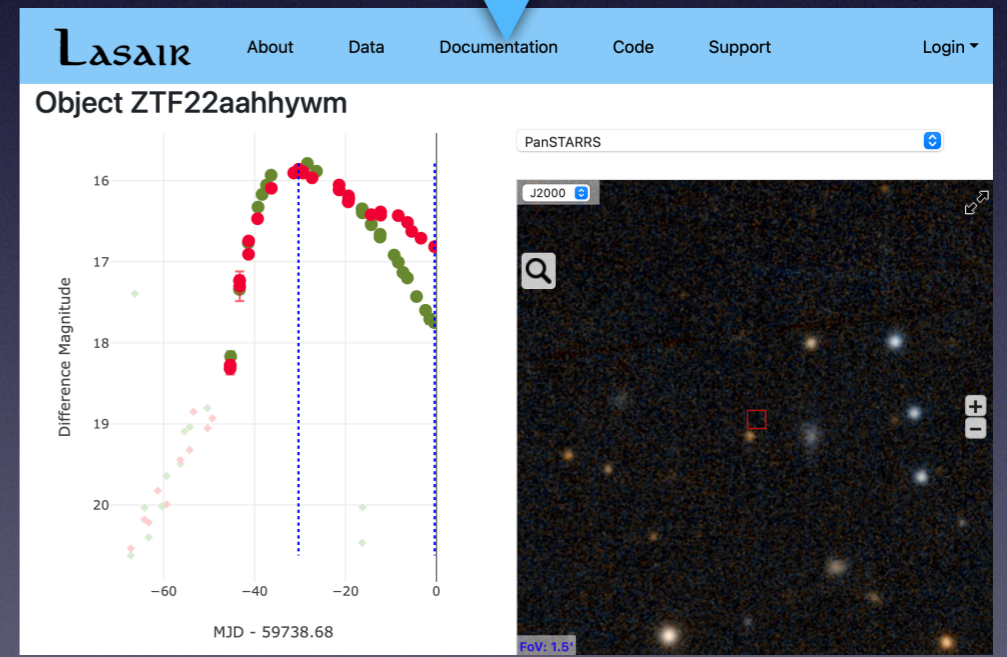 Lasair About Data Documentation Code Support Login
Object ZTF22aahhywm
PanSTARRS
J2000
16
17
18
19
20
Difference Magnitude
−60 −40 −20 0
MJD - 59738.68
+
−
FoV: 1.5'